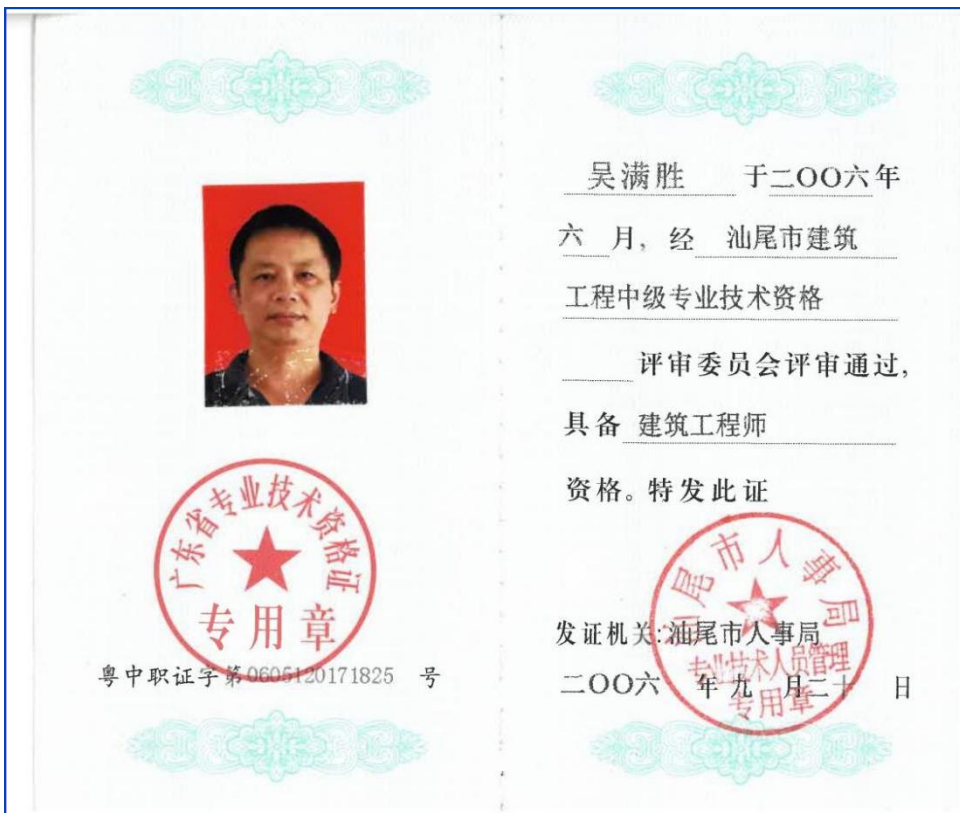 广东省专业技术资格证
专用章
粤中职证字第0605120171825 号
吴满胜 于二〇〇六年
六 月，经 汕尾市建筑
工程中级专业技术资格
评审委员会评审通过，
具备 建筑工程师
资格。特发此证
汕尾市人事局
发证机关:汕尾市人事局
专业技术人员管理
二〇〇六 年 九 月二十 日
专用章